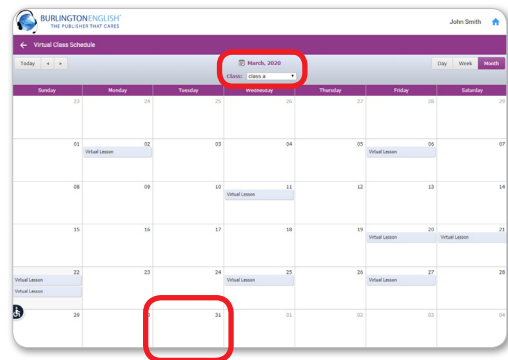 BURLINGTONENGLISH
THE PUBLISHER THAT CARES
John Smith
Virtual Class Schedule
Today
March, 2020
Day Week Month
Class: class a
Sunday Monday Tuesday Wednesday Thursday Friday Saturday
23 24 25 26 27 28 29
01 02 03 04 05 06 07
Virtual Lesson Virtual Lesson
08 09 10 11 12 13 14
Virtual Lesson
15 16 17 18 19 20 21
Virtual Lesson Virtual Lesson
22 23 24 25 26 27 28
Virtual Lesson Virtual Lesson Virtual Lesson
Virtual Lesson
29 31 01 02 03 04